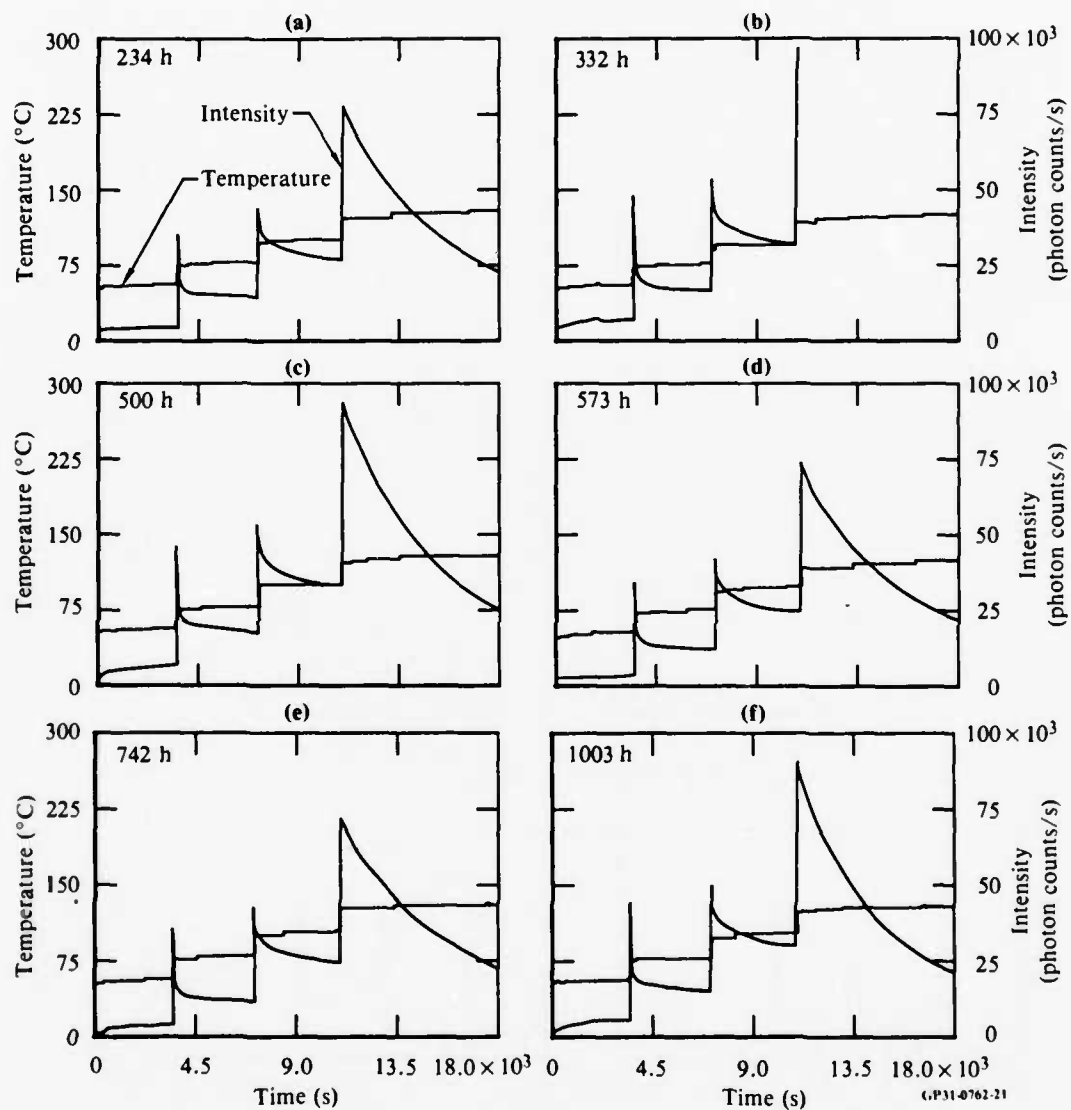 (a)
(b)
300
225
150
75
0
Temperature (°C)
234 h
Intensity
Temperature
332 h
100 × 10³
75
50
25
0
Intensity
(photon counts/s)
(c)
(d)
300
225
150
75
0
Temperature (°C)
500 h
573 h
100 × 10³
75
50
25
0
Intensity
(photon counts/s)
(e)
(f)
300
225
150
75
0
Temperature (°C)
742 h
1003 h
100 × 10³
75
50
25
0
Intensity
(photon counts/s)
0 4.5 9.0 13.5 18.0 × 10³
Time (s)
0 4.5 9.0 13.5 18.0 × 10³
Time (s)
GP31-0762-21